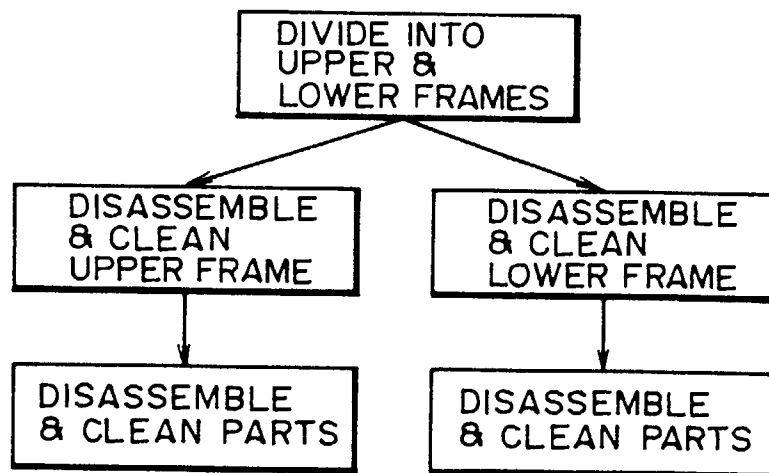 DIVIDE INTO
UPPER &
LOWER FRAMES
DISASSEMBLE
& CLEAN
UPPER FRAME
DISASSEMBLE
& CLEAN
LOWER FRAME
DISASSEMBLE
& CLEAN PARTS
DISASSEMBLE
& CLEAN PARTS